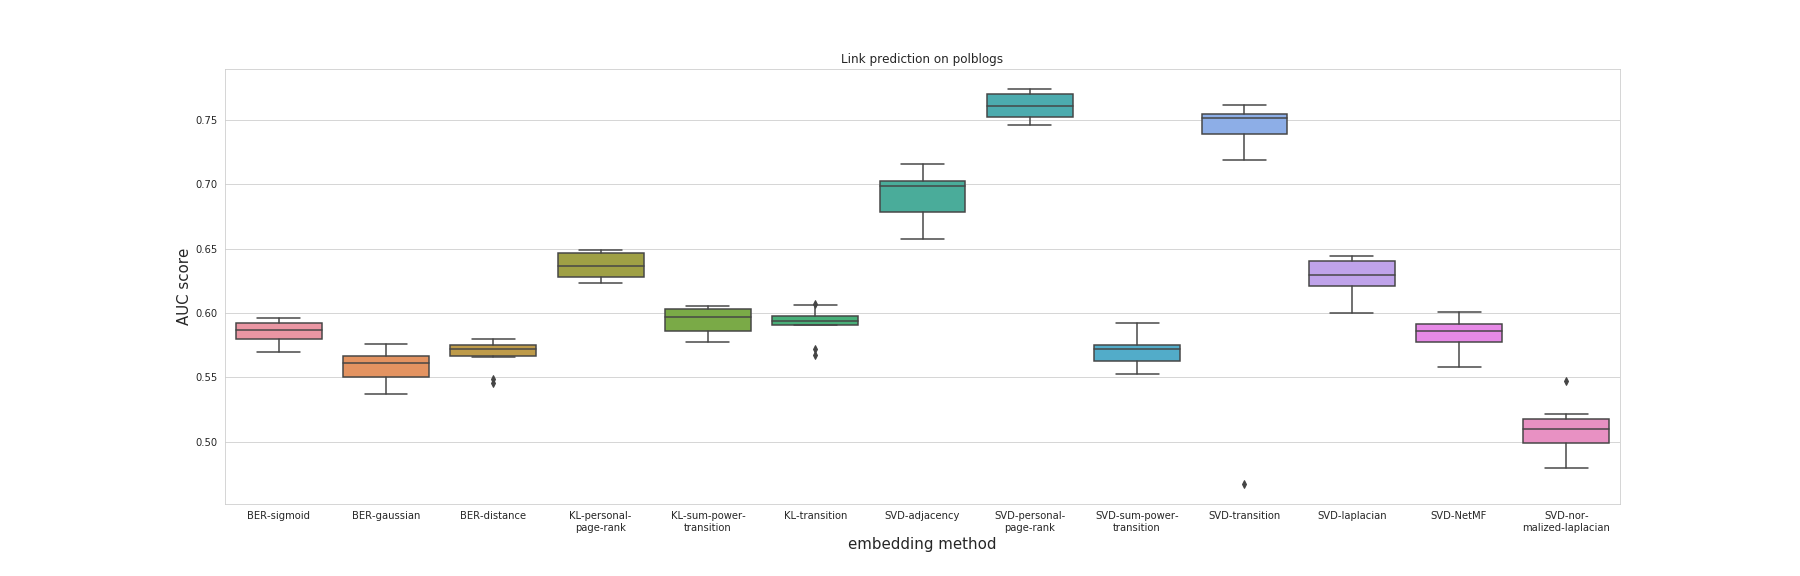 Link prediction on polblogs
0.75
0.70
0.65
0.60
0.55
0.50
AUC score
BER-sigmoid
BER-gaussian
BER-distance
KL-personal-
page-rank
KL-sum-power-
transition
KL-transition
SVD-adjacency
SVD-personal-
page-rank
SVD-sum-power-
transition
SVD-transition
SVD-laplacian
SVD-NetMF
SVD-nor-
malized-laplacian
embedding method